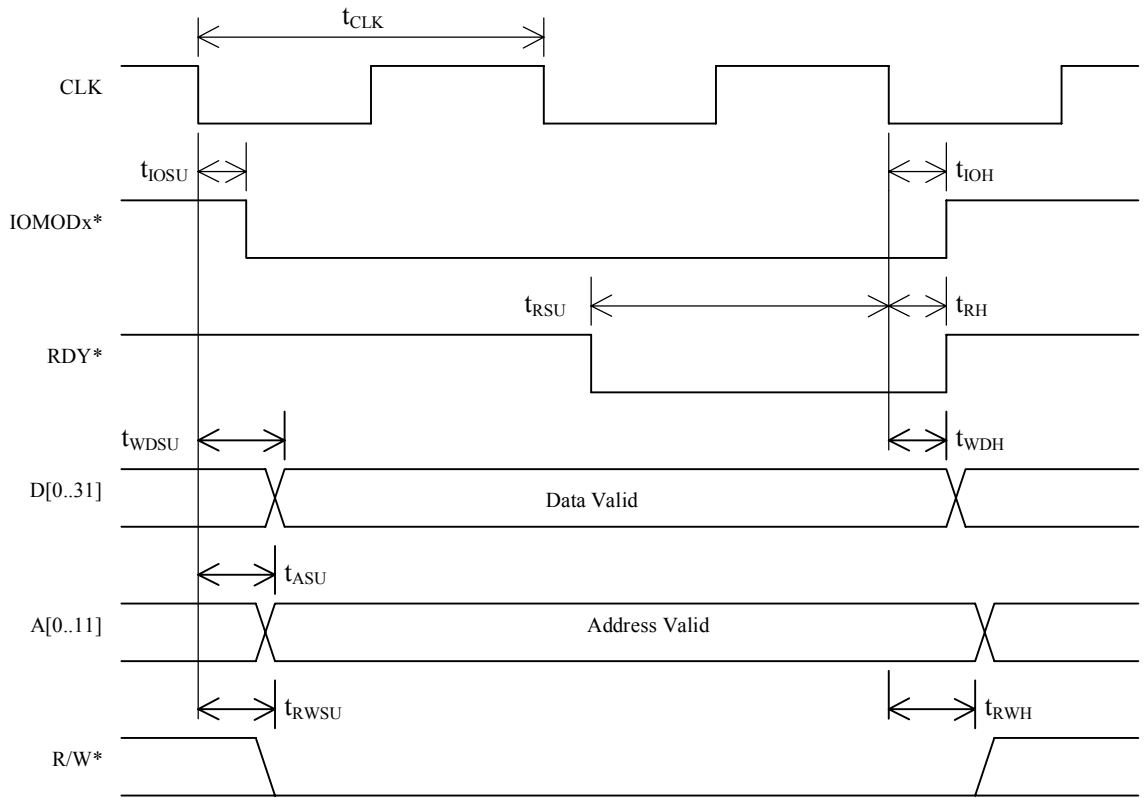 tCLK
CLK
tIOSU
tIOH
IOMODx*
tRSU
tRH
RDY*
tWDSU
tWDH
D[0..31]
Data Valid
tASU
A[0..11]
Address Valid
tRWSU
tRWH
R/W*